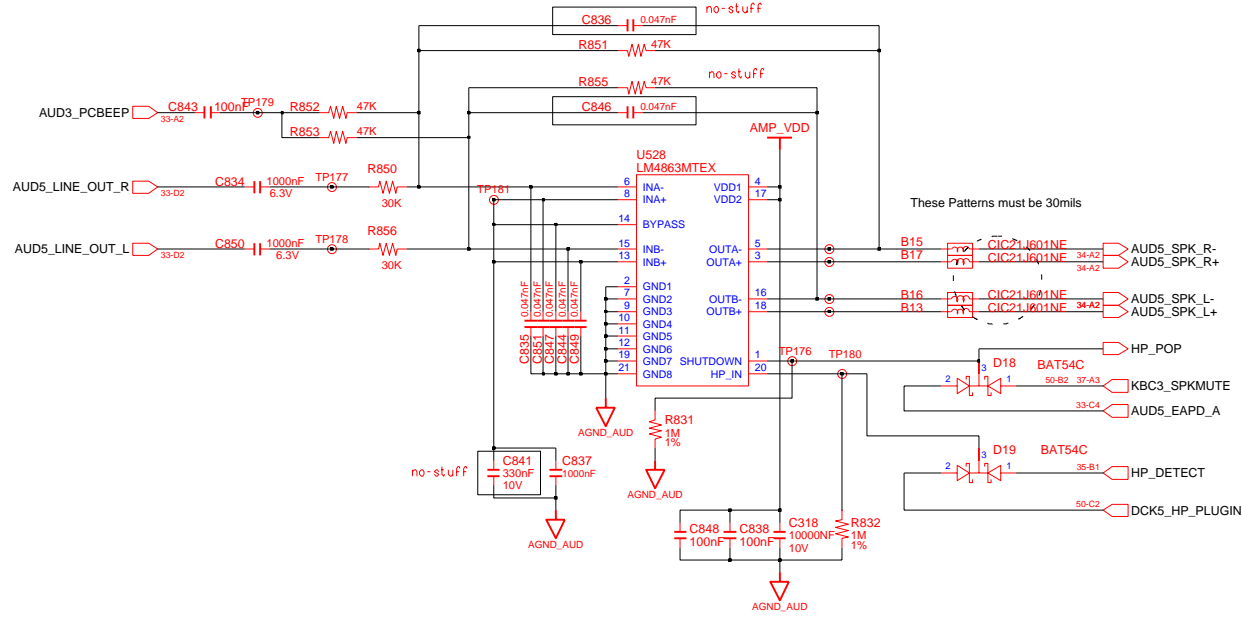 no-stuff
C836 0.047nF
R851 47K
no-stuff
R855 47K
C846 0.047nF
AUD3_PCBEEP
33-A2
C843 100nF
TP179
R852 47K
R853 47K
AMP_VDD
U528
LM4863MTEX
AUD5_LINE_OUT_R
33-D2
C834 1000nF
6.3V
TP177
R850
30K
TP181
AUD5_LINE_OUT_L
33-D2
C850 1000nF
6.3V
TP178
R856
30K
6 INA-
8 INA+
14 BYPASS
15 INB-
13 INB+
2 GND1
7 GND2
9 GND3
10 GND4
11 GND5
12 GND6
19 GND7
21 GND8
VDD1 4
VDD2 17
OUTA- 5
OUTA+ 3
OUTB- 16
OUTB+ 18
SHUTDOWN 1
HP_IN 20
These Patterns must be 30mils
B15 CIC21J601NE AUD5_SPK_R-
B17 CIC21J601NE 34-A2 AUD5_SPK_R+
34-A2
B16 CIC21J601NE AUD5_SPK_L-
34-A2
B13 CIC21J601NE AUD5_SPK_L+
0.047nF
0.047nF
0.047nF
0.047nF
0.047nF
C835
C851
C847
C844
C849
TP176
TP180
HP_POP
D18 BAT54C
3
2
1
50-B2 37-A3 KBC3_SPKMUTE
33-C4 AUD5_EAPD_A
AGND_AUD
R831
1M
1%
AGND_AUD
D19 BAT54C
3
2
1
35-B1 HP_DETECT
50-C2 DCK5_HP_PLUGIN
no-stuff
C841
330nF
10V
C837
1000nF
AGND_AUD
C848
100nF
C838
100nF
C318
10000NF
10V
R832
1M
1%
AGND_AUD